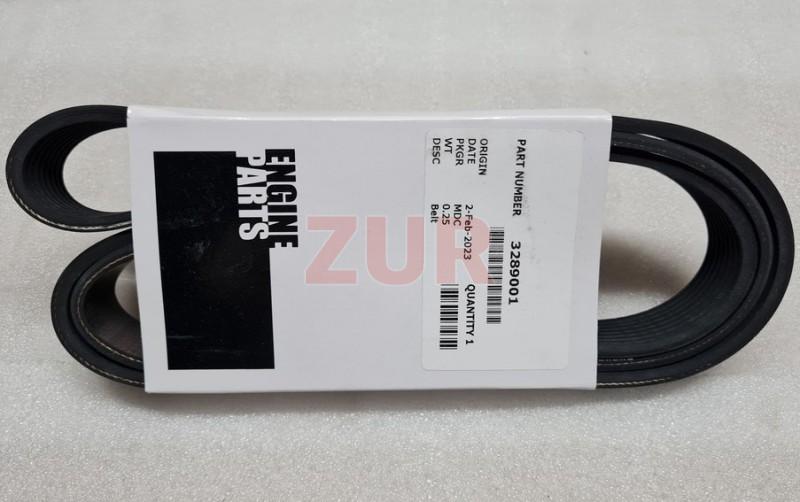 ENGINE
PARTS
PART NUMBER 3289001
ORIGIN
DATE 2-Feb-2023 QUANTITY 1
PKGR MDC
WT 0.25
DESC Belt
ZUR